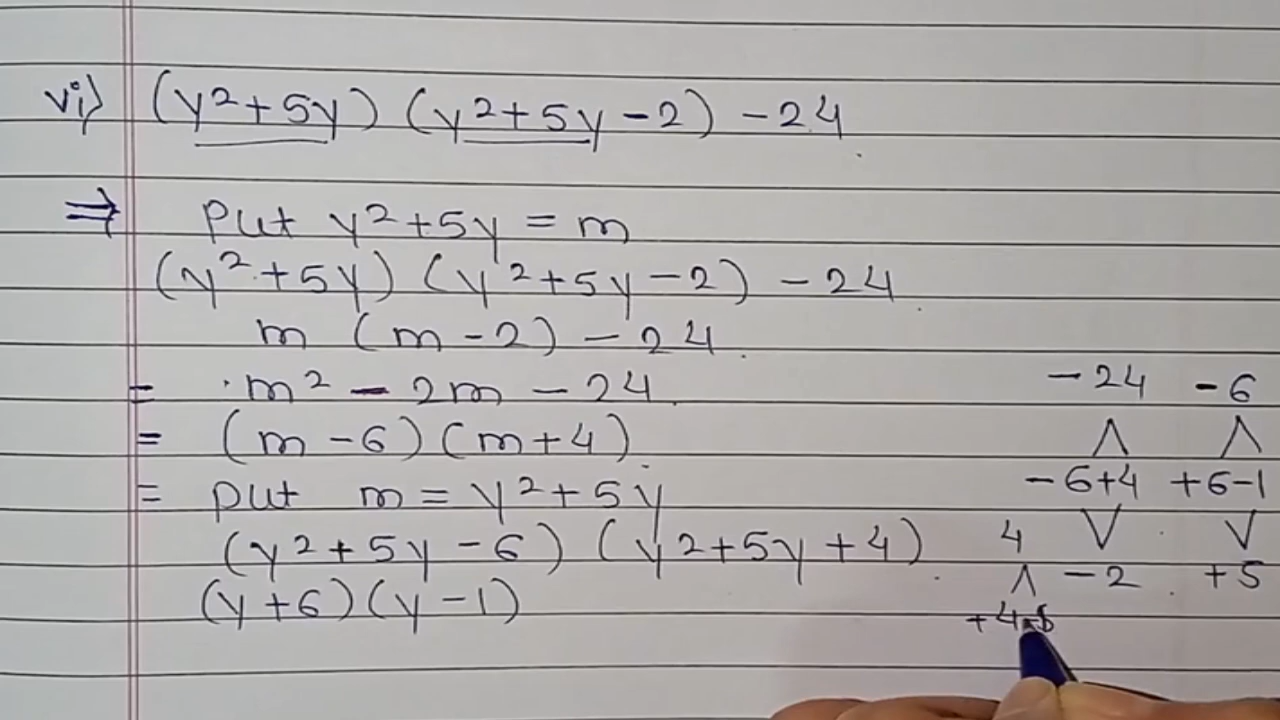 vi) (y²+5y) (y²+5y-2) -24
⇒ Put y²+5y = m
(y²+5y) (y²+5y-2) -24
m (m-2) -24
= m² - 2m - 24
= (m-6) (m+4)
= put m = y²+5y
(y²+5y-6) (y²+5y+4)
(y+6) (y-1)
-24 -6
∧ ∧
-6+4 +6-1
4 ∨ ∨
∧ -2 +5
+4